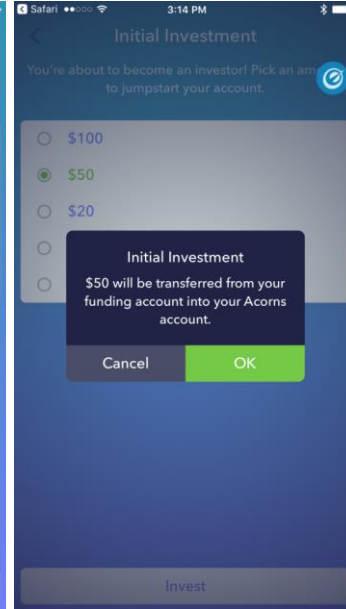 Safari 3:14 PM
Initial Investment
You're about to become an investor! Pick an am
to jumpstart your account.
$100
$50
$20
Initial Investment
$50 will be transferred from your
funding account into your Acorns
account.
Cancel OK
Invest